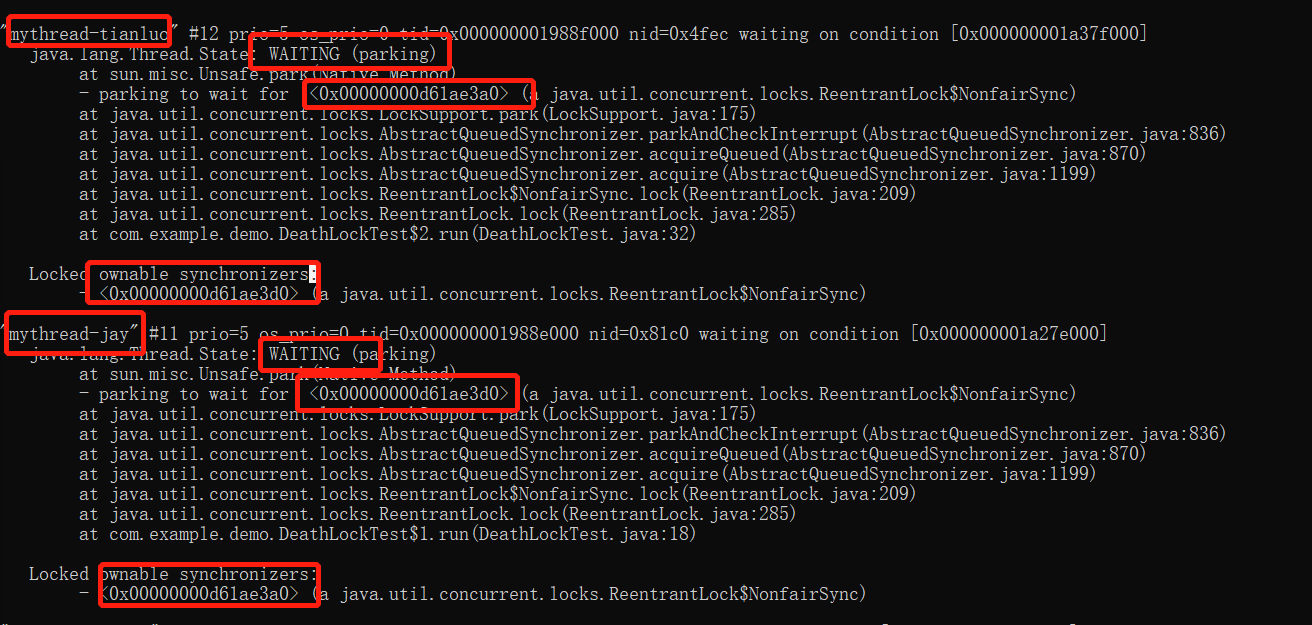 "mythread-tianluo" #12 prio=5 os_prio=0 tid=0x000000001988f000 nid=0x4fec waiting on condition [0x000000001a37f000]
java.lang.Thread.State: WAITING (parking)
at sun.misc.Unsafe.park(Native Method)
- parking to wait for <0x00000000d61ae3a0> (a java.util.concurrent.locks.ReentrantLock$NonfairSync)
at java.util.concurrent.locks.LockSupport.park(LockSupport.java:175)
at java.util.concurrent.locks.AbstractQueuedSynchronizer.parkAndCheckInterrupt(AbstractQueuedSynchronizer.java:836)
at java.util.concurrent.locks.AbstractQueuedSynchronizer.acquireQueued(AbstractQueuedSynchronizer.java:870)
at java.util.concurrent.locks.AbstractQueuedSynchronizer.acquire(AbstractQueuedSynchronizer.java:1199)
at java.util.concurrent.locks.ReentrantLock$NonfairSync.lock(ReentrantLock.java:209)
at java.util.concurrent.locks.ReentrantLock.lock(ReentrantLock.java:285)
at com.example.demo.DeathLockTest$2.run(DeathLockTest.java:32)
Locked ownable synchronizers:
- <0x00000000d61ae3d0> (a java.util.concurrent.locks.ReentrantLock$NonfairSync)
"mythread-jay" #11 prio=5 os_prio=0 tid=0x000000001988e000 nid=0x81c0 waiting on condition [0x000000001a27e000]
java.lang.Thread.State: WAITING (parking)
at sun.misc.Unsafe.park(Native Method)
- parking to wait for <0x00000000d61ae3d0> (a java.util.concurrent.locks.ReentrantLock$NonfairSync)
at java.util.concurrent.locks.LockSupport.park(LockSupport.java:175)
at java.util.concurrent.locks.AbstractQueuedSynchronizer.parkAndCheckInterrupt(AbstractQueuedSynchronizer.java:836)
at java.util.concurrent.locks.AbstractQueuedSynchronizer.acquireQueued(AbstractQueuedSynchronizer.java:870)
at java.util.concurrent.locks.AbstractQueuedSynchronizer.acquire(AbstractQueuedSynchronizer.java:1199)
at java.util.concurrent.locks.ReentrantLock$NonfairSync.lock(ReentrantLock.java:209)
at java.util.concurrent.locks.ReentrantLock.lock(ReentrantLock.java:285)
at com.example.demo.DeathLockTest$1.run(DeathLockTest.java:18)
Locked ownable synchronizers:
- <0x00000000d61ae3a0> (a java.util.concurrent.locks.ReentrantLock$NonfairSync)